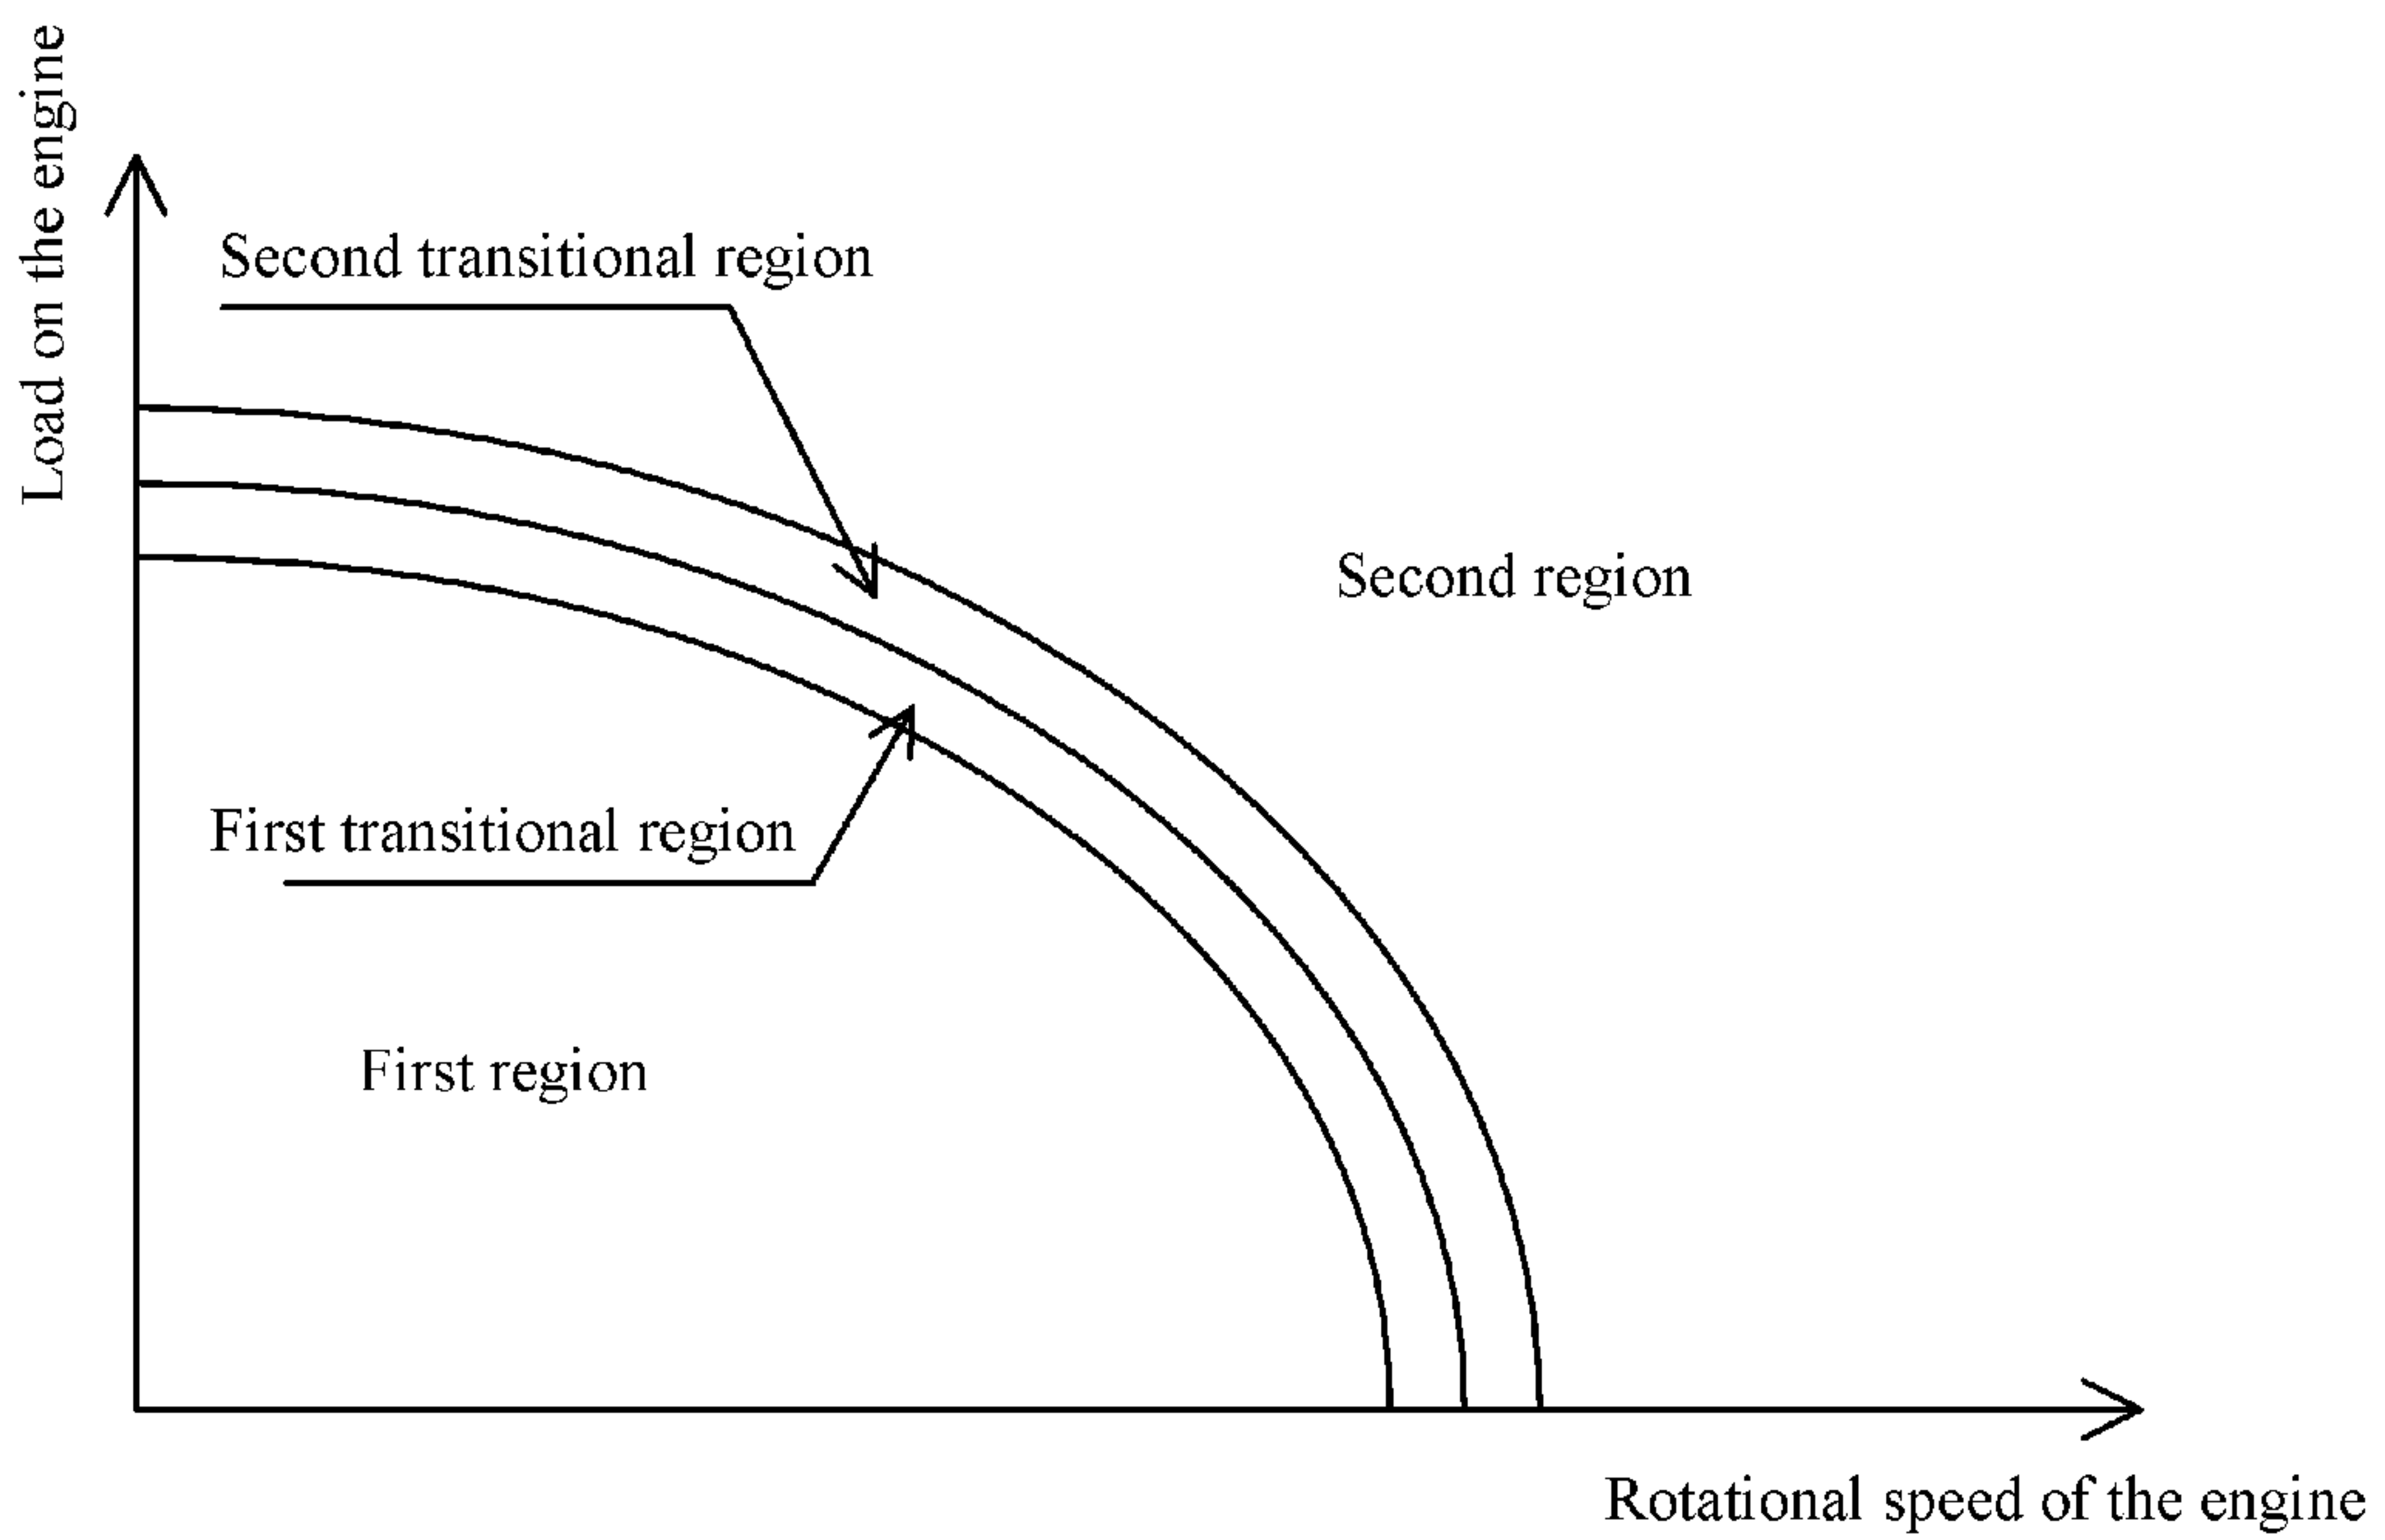 Load on the engine
Second transitional region
Second region
First transitional region
First region
Rotational speed of the engine